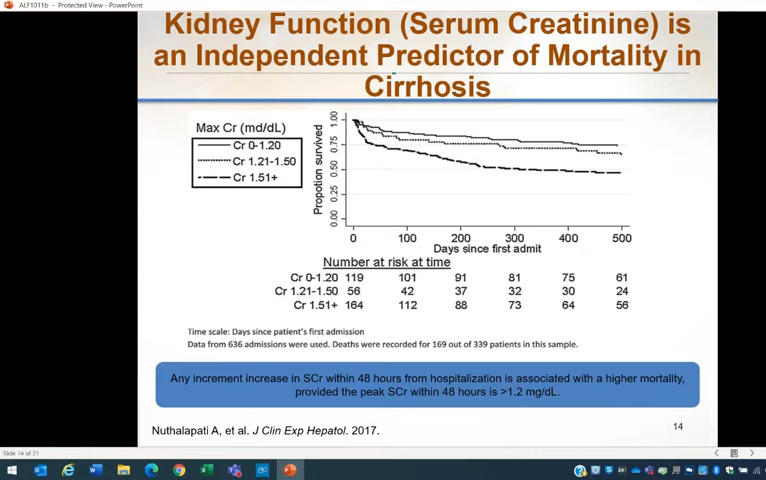 ALF1011b - Protected View - PowerPoint
Kidney Function (Serum Creatinine) is
an Independent Predictor of Mortality in
Cirrhosis
Max Cr (md/dL)
Cr 0-1.20
Cr 1.21-1.50
Cr 1.51+
Propotion survived
1.00
0.75
0.50
0.25
0.00
0 100 200 300 400 500
Days since first admit
Number at risk at time
Cr 0-1.20 119 101 91 81 75 61
Cr 1.21-1.50 56 42 37 32 30 24
Cr 1.51+ 164 112 88 73 64 56
Time scale: Days since patient's first admission
Data from 636 admissions were used. Deaths were recorded for 169 out of 339 patients in this sample.
Any increment increase in SCr within 48 hours from hospitalization is associated with a higher mortality,
provided the peak SCr within 48 hours is >1.2 mg/dL.
Nuthalapati A, et al. J Clin Exp Hepatol. 2017.
14
Slide 14 of 21